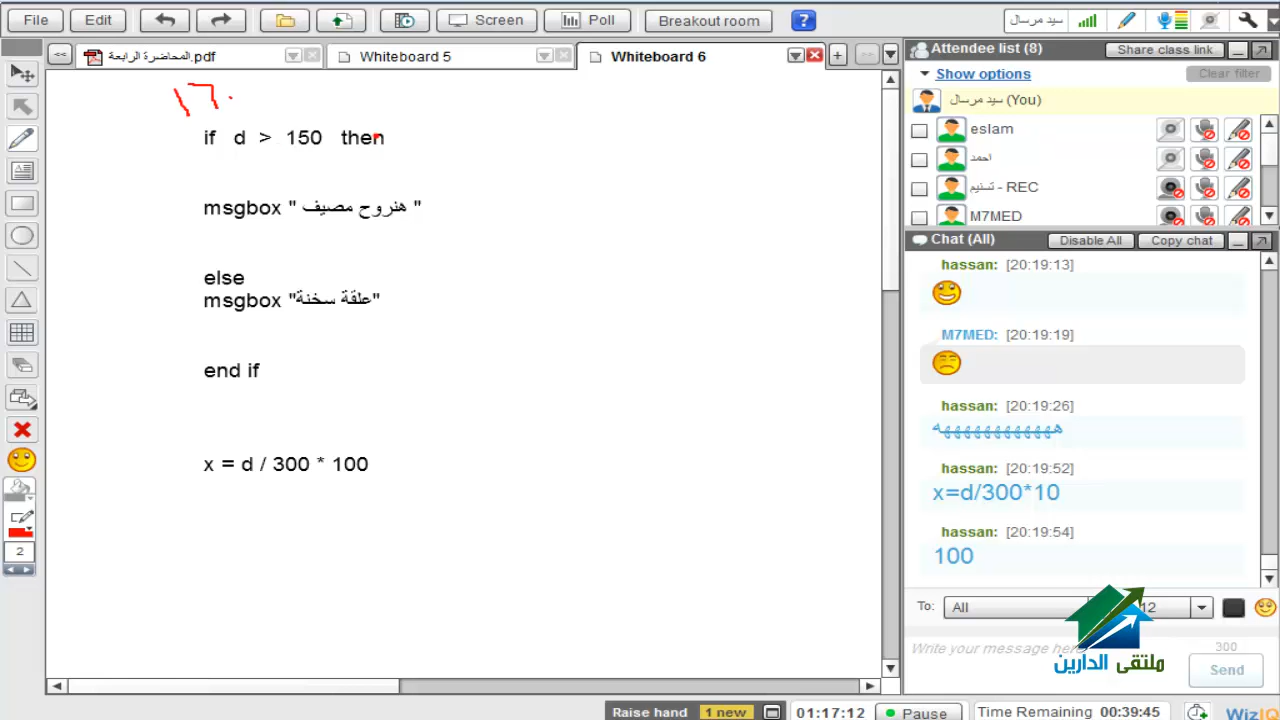 File Edit Screen Poll Breakout room ? سيد مرسال
<< المحاضرة الرابعة.pdf Whiteboard 5 Whiteboard 6 + >>
Attendee list (8) Share class link
Show options Clear filter
سيد مرسال (You)
eslam
احمد
تسنيم - REC
M7MED
١٦٠
if d > 150 then
msgbox " هنروح مصيف "
else
msgbox "علقة سخنة"
end if
x = d / 300 * 100
2
Chat (All) Disable All Copy chat
hassan: [20:19:13]
M7MED: [20:19:19]
hassan: [20:19:26]
hassan: [20:19:52]
x=d/300*10
hassan: [20:19:54]
100
To: All 12
Write your message here
300
Send
ملتقى الدارين
Raise hand 1 new 01:17:12 Pause Time Remaining 00:39:45 WizIQ